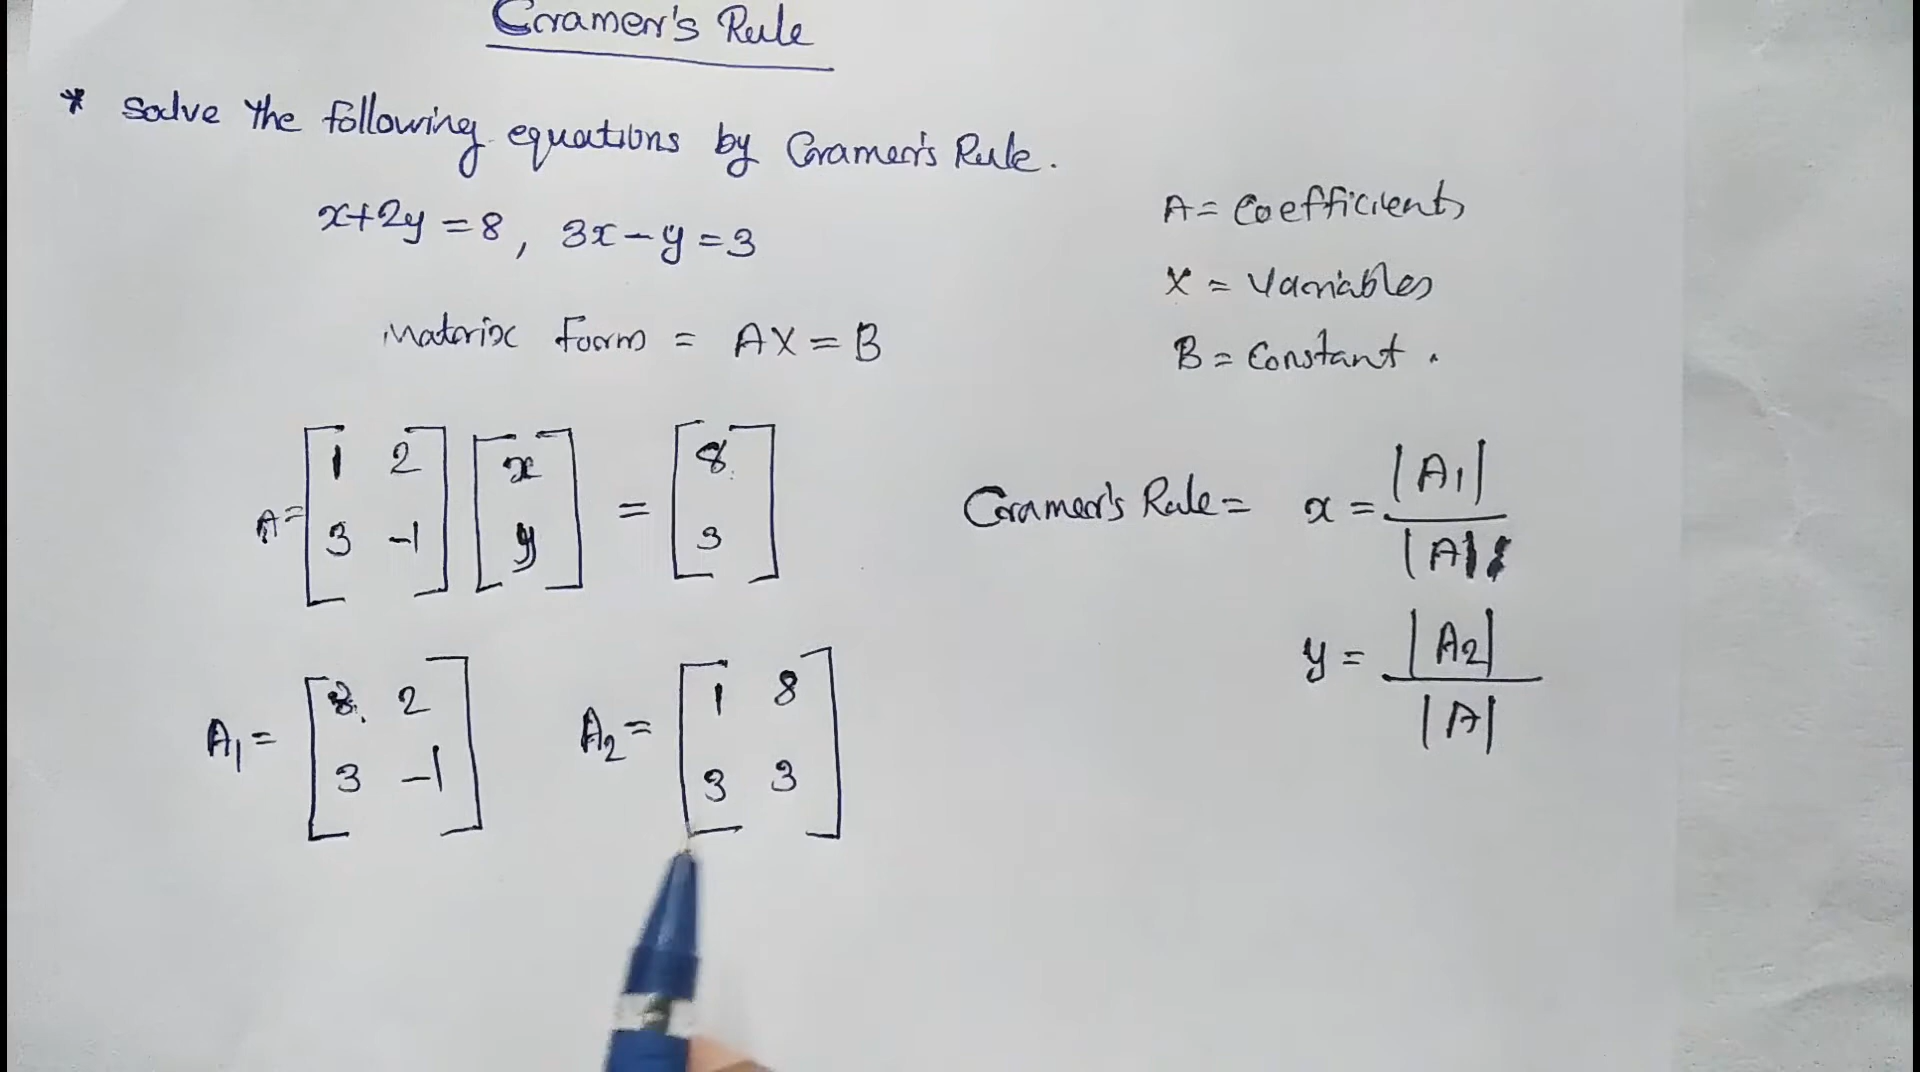 Cramer's Rule
* Solve the following equations by Cramer's Rule.
x+2y=8, 3x-y=3
A= Coefficients
X = Variables
Matrix Form = AX=B
B= Constant.
A= [1 2] [x] = [8]
[3 -1] [y] [3]
Cramer's Rule= x= |A1|
|A|
y= |A2|
|A|
A1= [8 2] A2= [1 8]
[3 -1] [3 3]